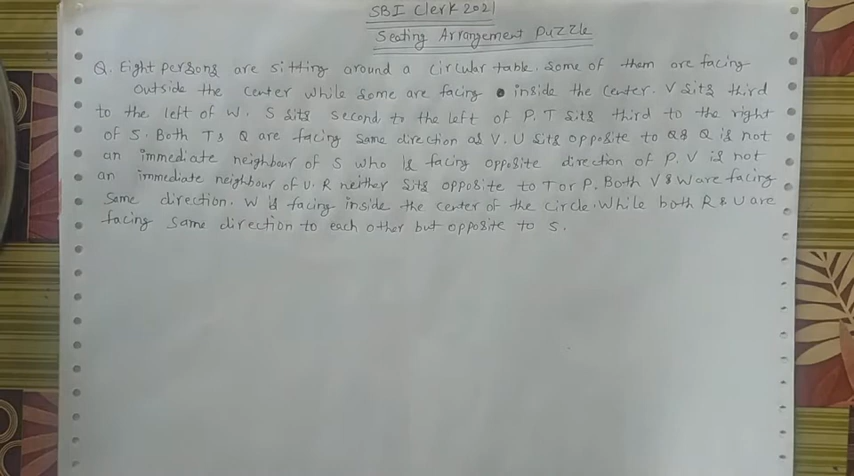 SBI Clerk 2021
Seating Arrangement Puzzle
Q. Eight persons are sitting around a circular table. Some of them are facing
outside the center while some are facing inside the center. V sits third
to the left of W. S sits second to the left of P. T sits third to the right
of S. Both T & Q are facing same direction as V. U sits opposite to Q & Q is not
an immediate neighbour of S who is facing opposite direction of P. V is not
an immediate neighbour of U. R neither sits opposite to T or P. Both V & W are facing
same direction. W is facing inside the center of the circle. While both R & U are
facing same direction to each other but opposite to S.